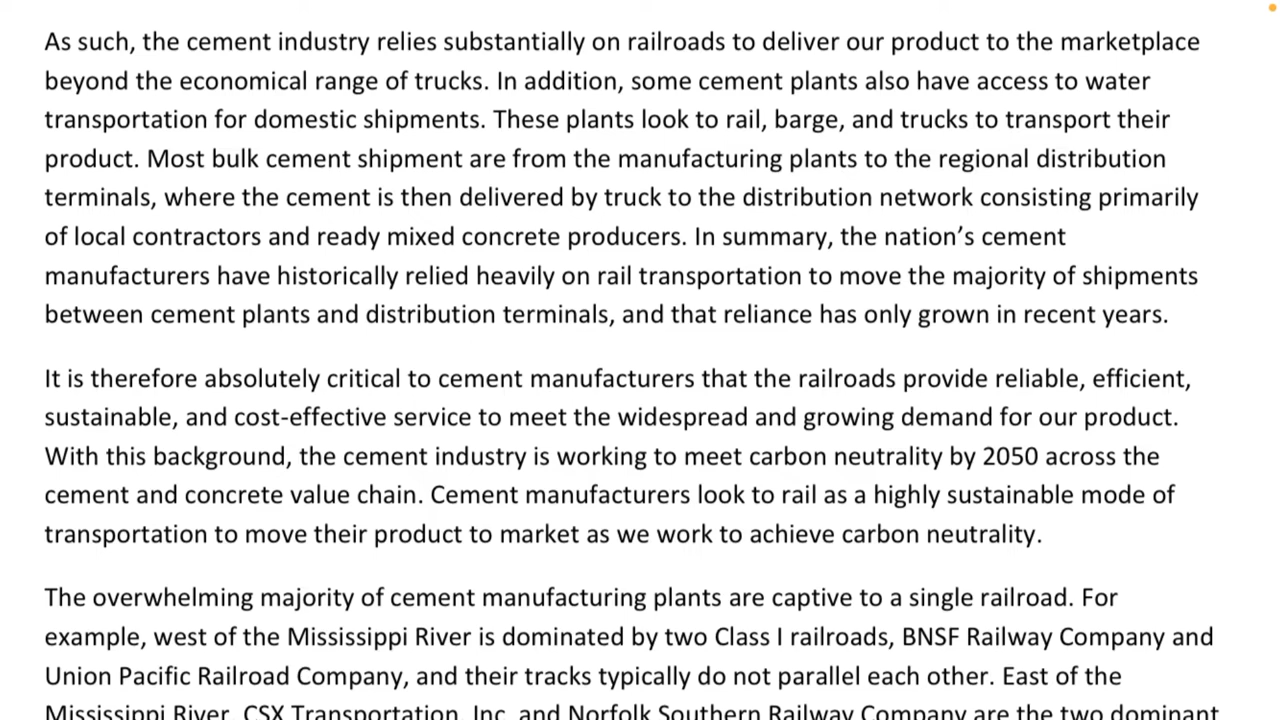 As such, the cement industry relies substantially on railroads to deliver our product to the marketplace
beyond the economical range of trucks. In addition, some cement plants also have access to water
transportation for domestic shipments. These plants look to rail, barge, and trucks to transport their
product. Most bulk cement shipment are from the manufacturing plants to the regional distribution
terminals, where the cement is then delivered by truck to the distribution network consisting primarily
of local contractors and ready mixed concrete producers. In summary, the nation’s cement
manufacturers have historically relied heavily on rail transportation to move the majority of shipments
between cement plants and distribution terminals, and that reliance has only grown in recent years.
It is therefore absolutely critical to cement manufacturers that the railroads provide reliable, efficient,
sustainable, and cost-effective service to meet the widespread and growing demand for our product.
With this background, the cement industry is working to meet carbon neutrality by 2050 across the
cement and concrete value chain. Cement manufacturers look to rail as a highly sustainable mode of
transportation to move their product to market as we work to achieve carbon neutrality.
The overwhelming majority of cement manufacturing plants are captive to a single railroad. For
example, west of the Mississippi River is dominated by two Class I railroads, BNSF Railway Company and
Union Pacific Railroad Company, and their tracks typically do not parallel each other. East of the
Mississippi River, CSX Transportation, Inc. and Norfolk Southern Railway Company are the two dominant